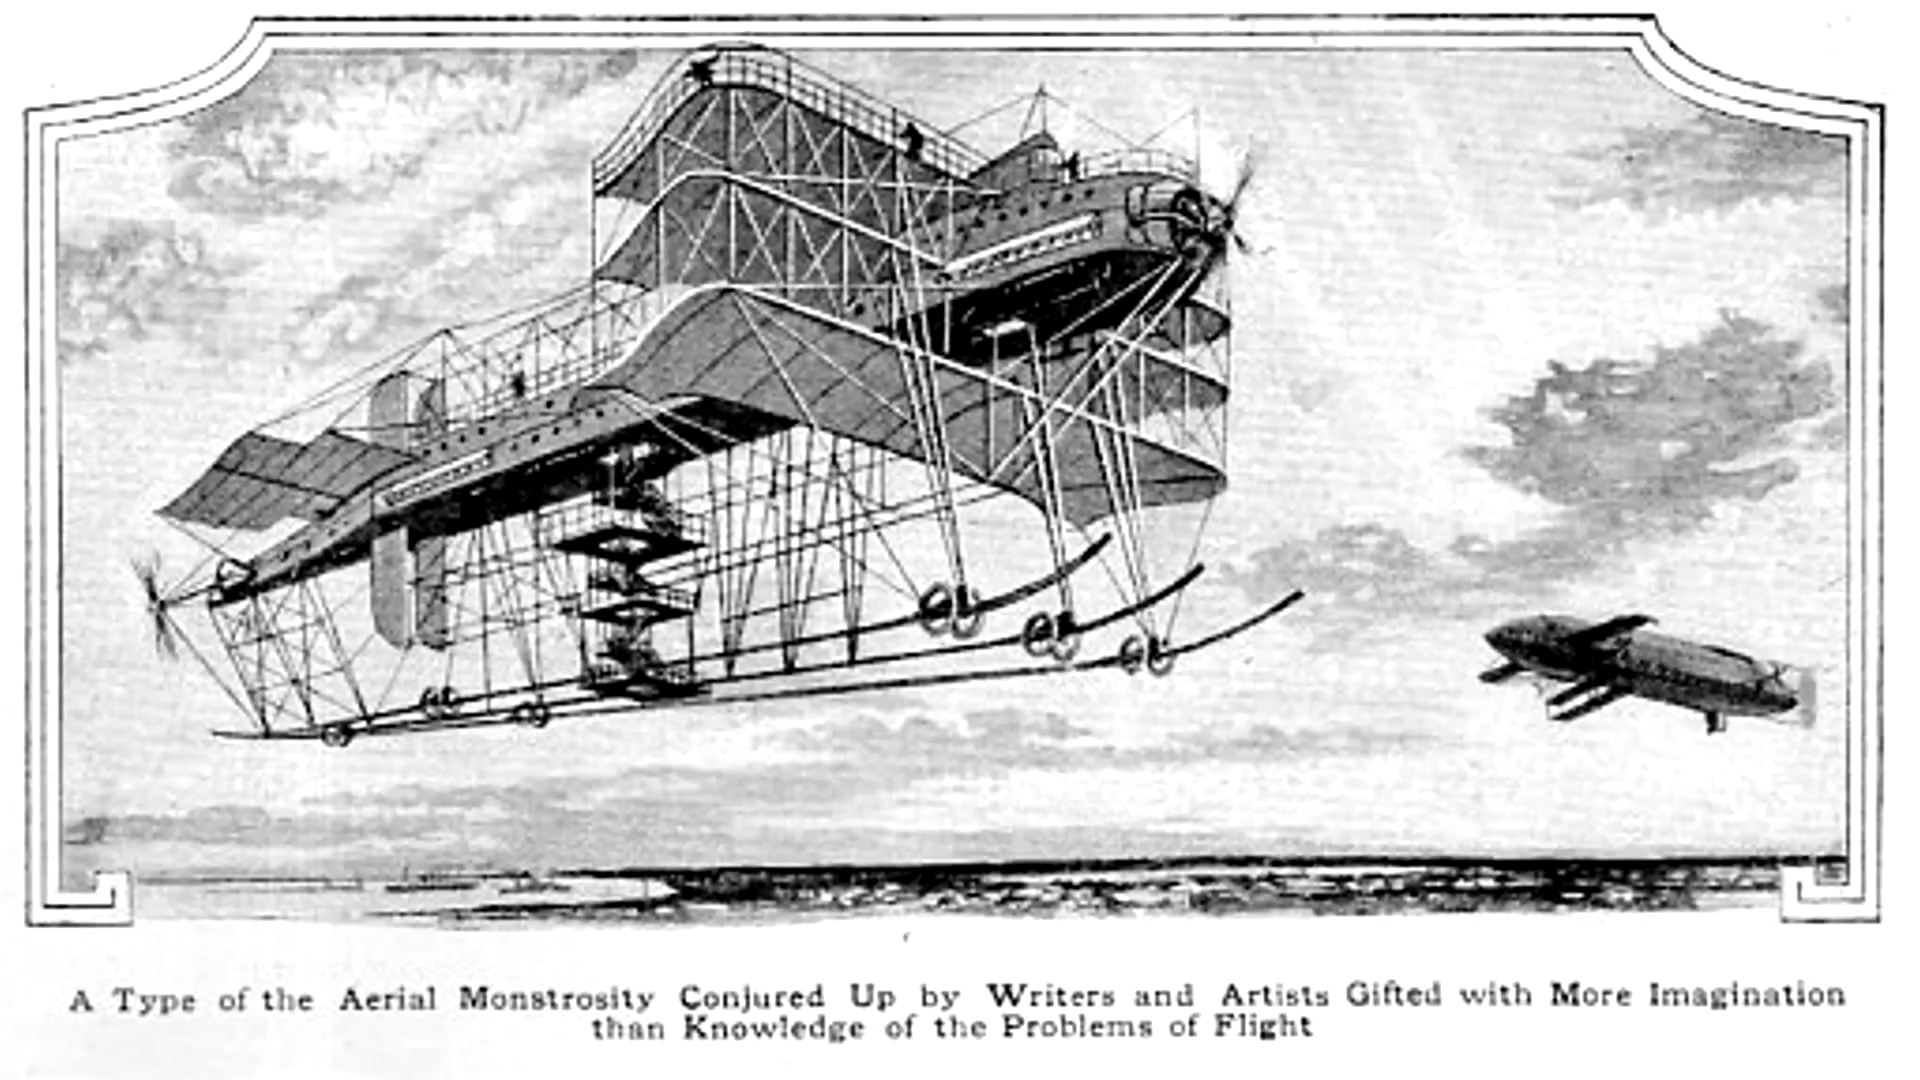 A Type of the Aerial Monstrosity Conjured Up by Writers and Artists Gifted with More Imagination
than Knowledge of the Problems of Flight